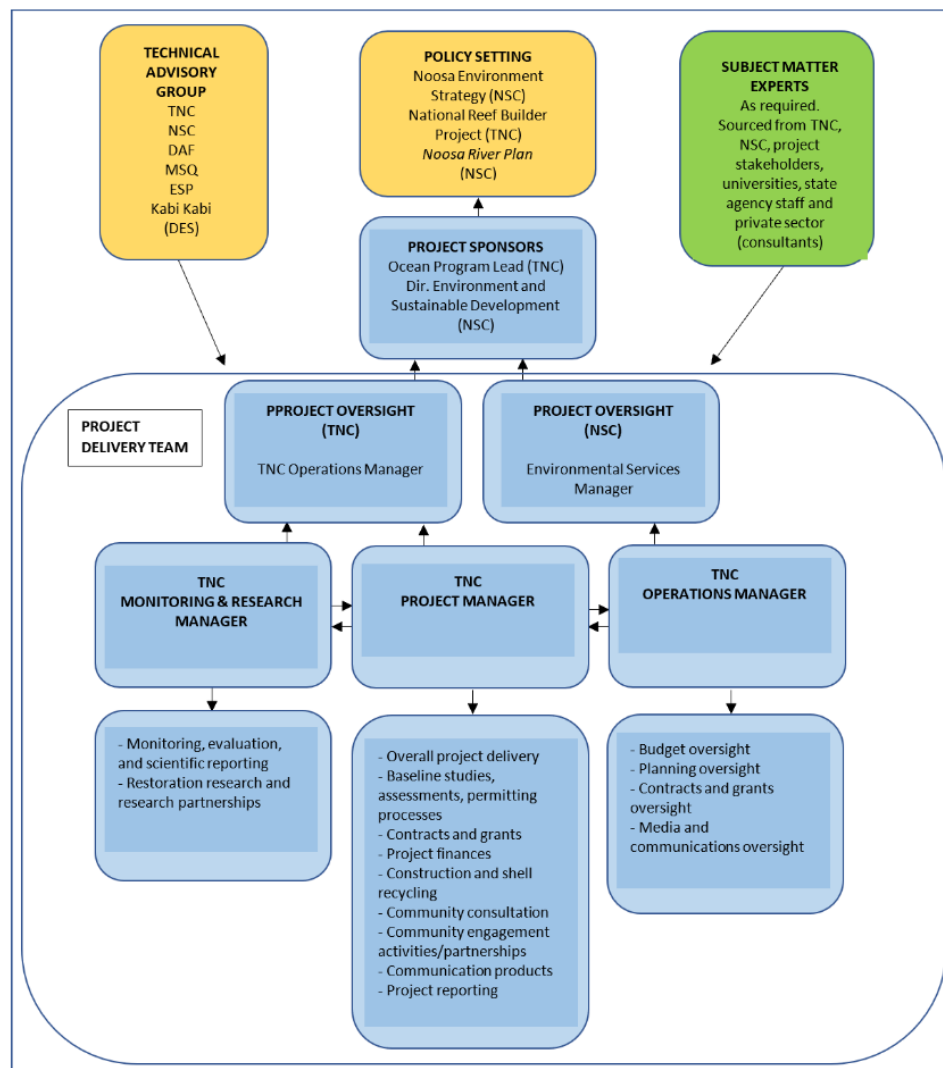 TECHNICAL
ADVISORY
GROUP
TNC
NSC
DAF
MSQ
ESP
Kabi Kabi
(DES)
POLICY SETTING
Noosa Environment
Strategy (NSC)
National Reef Builder
Project (TNC)
Noosa River Plan
(NSC)
SUBJECT MATTER
EXPERTS
As required.
Sourced from TNC,
NSC, project
stakeholders,
universities, state
agency staff and
private sector
(consultants)
PROJECT SPONSORS
Ocean Program Lead (TNC)
Dir. Environment and
Sustainable Development
(NSC)
PROJECT
DELIVERY TEAM
PPROJECT OVERSIGHT
(TNC)
TNC Operations Manager
PROJECT OVERSIGHT
(NSC)
Environmental Services
Manager
TNC
MONITORING & RESEARCH
MANAGER
TNC
PROJECT MANAGER
TNC
OPERATIONS MANAGER
- Monitoring, evaluation,
and scientific reporting
- Restoration research and
research partnerships
- Overall project delivery
- Baseline studies,
assessments, permitting
processes
- Contracts and grants
- Project finances
- Construction and shell
recycling
- Community consultation
- Community engagement
activities/partnerships
- Communication products
- Project reporting
- Budget oversight
- Planning oversight
- Contracts and grants
oversight
- Media and
communications oversight